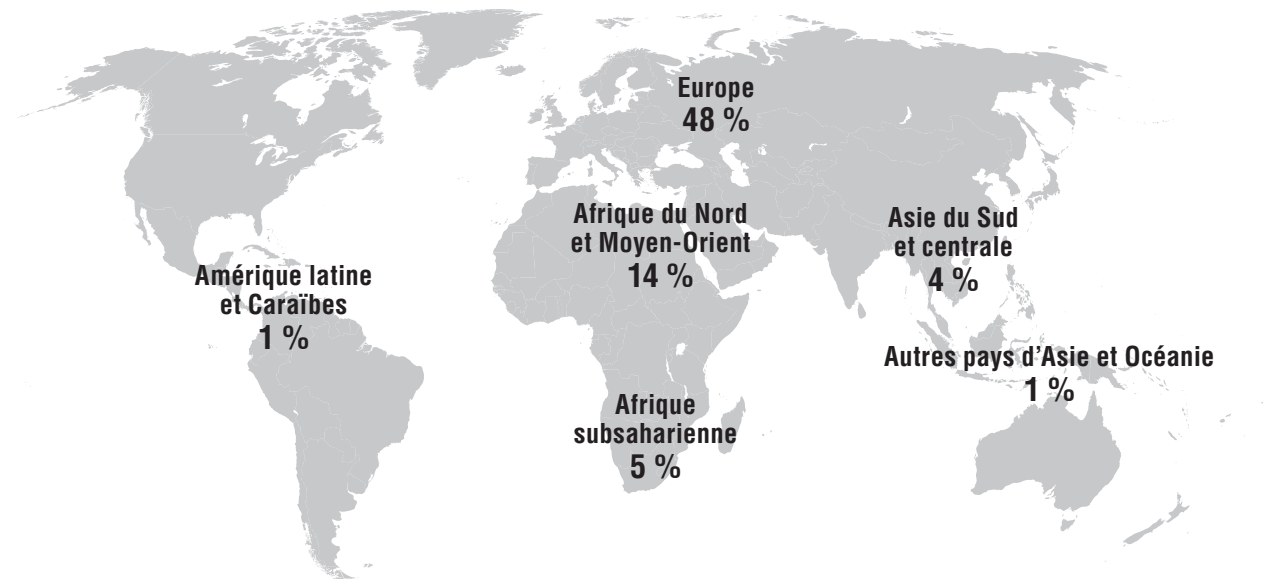 Europe
48 %
Afrique du Nord
et Moyen-Orient
14 %
Asie du Sud
et centrale
4 %
Amérique latine
et Caraïbes
1 %
Autres pays d’Asie et Océanie
1 %
Afrique
subsaharienne
5 %